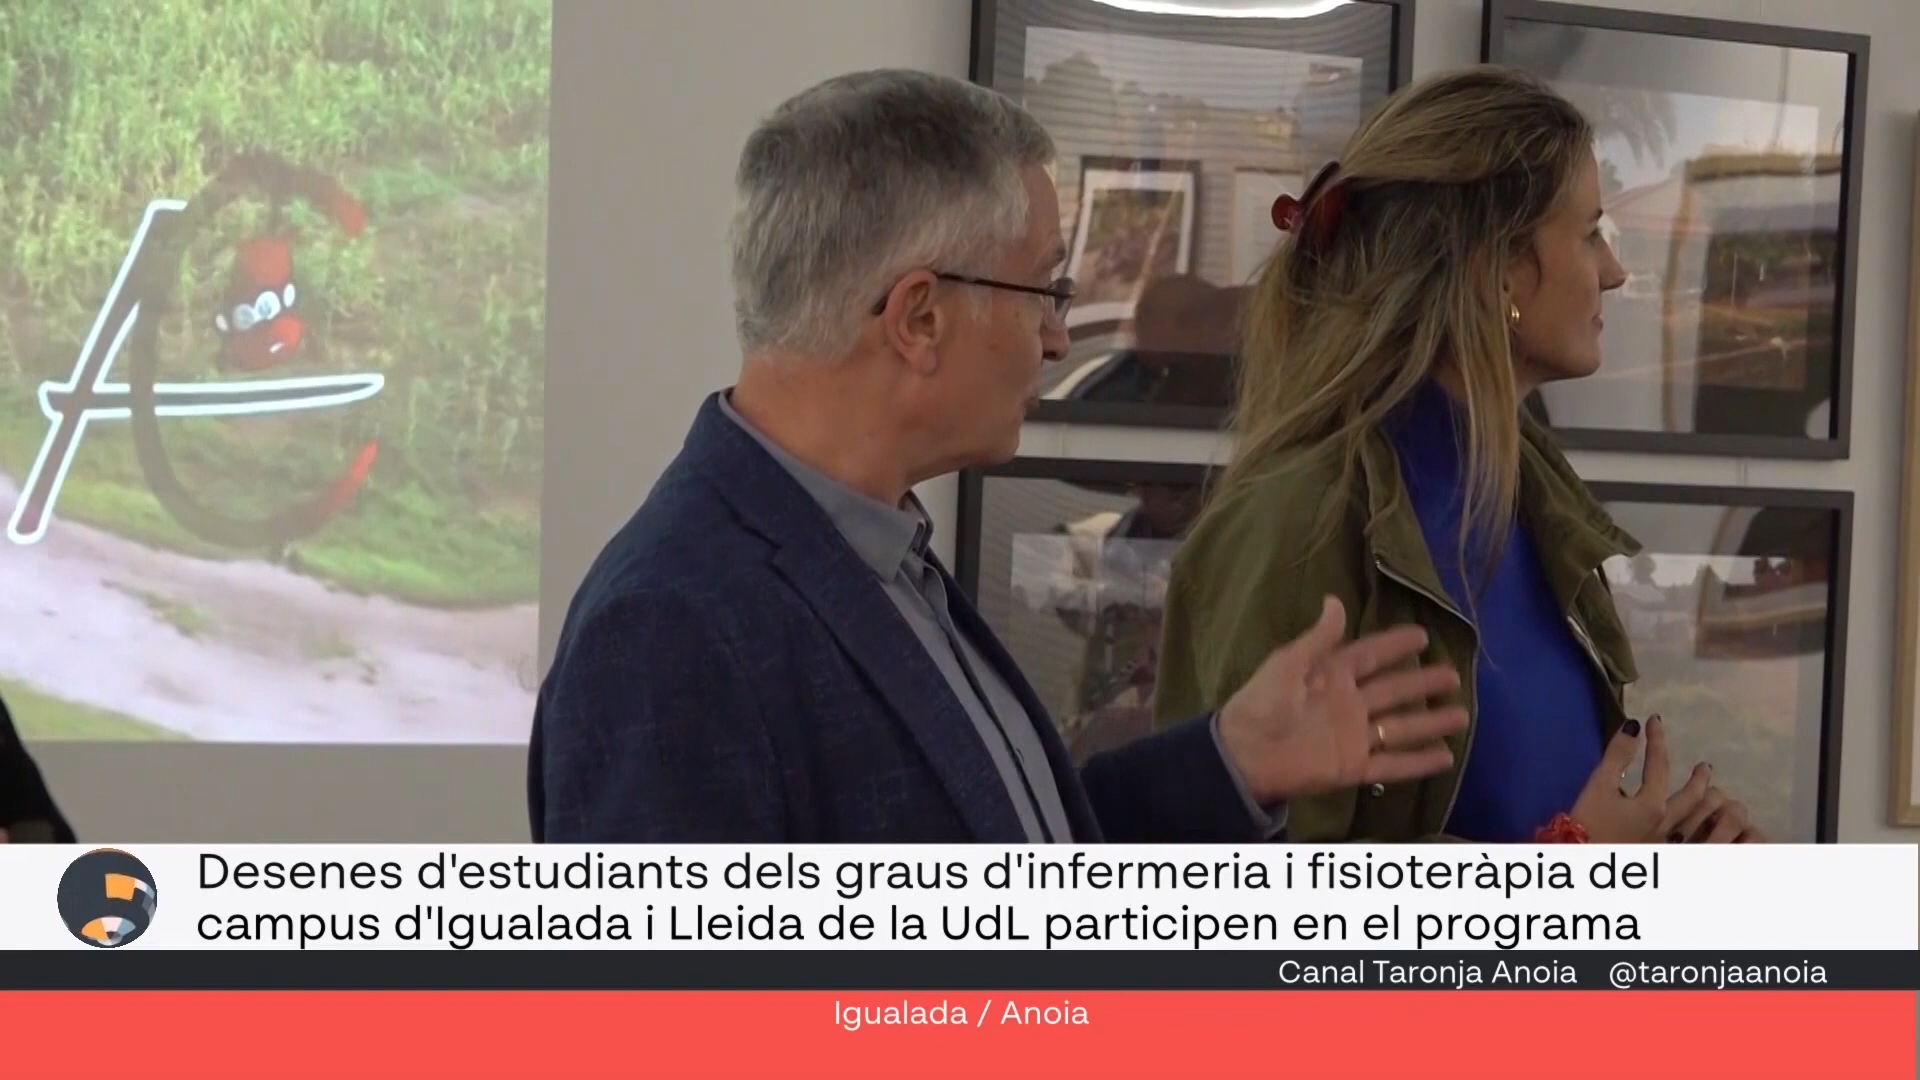 Desenes d'estudiants dels graus d'infermeria i fisioteràpia del
campus d'Igualada i Lleida de la UdL participen en el programa
Canal Taronja Anoia @taronjaanoia
Igualada / Anoia